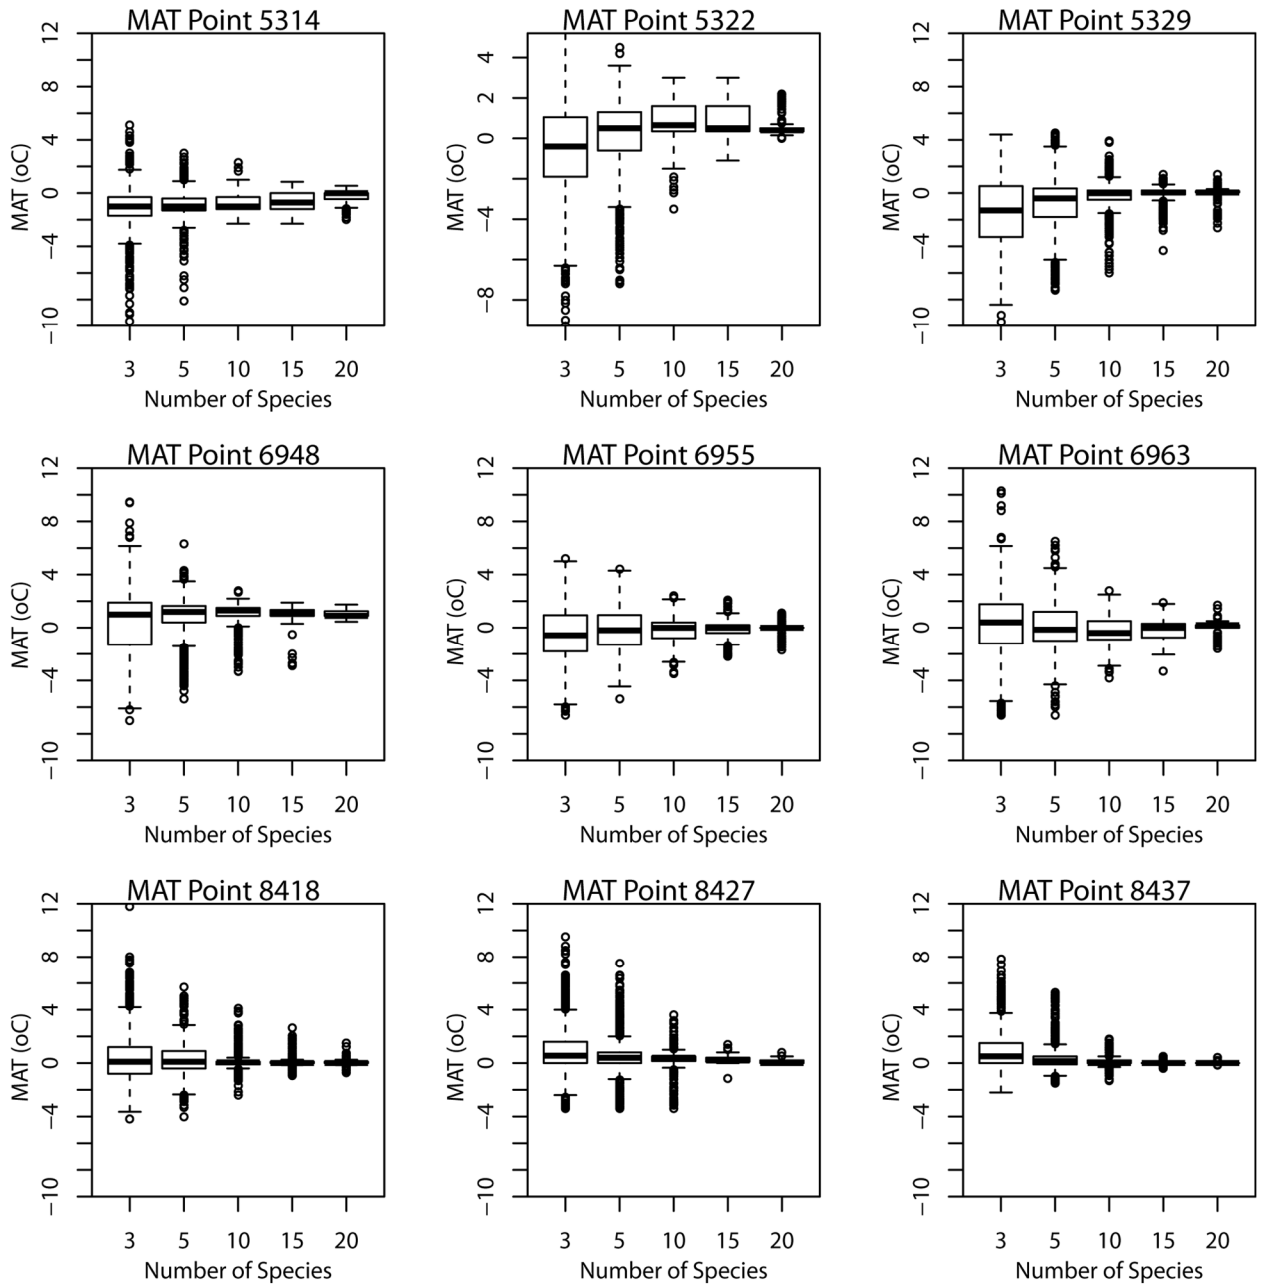 MAT Point 5314
MAT (oC)
12
8
4
0
−4
−10
3 5 10 15 20
Number of Species
MAT Point 5322
MAT (oC)
4
2
0
−4
−8
3 5 10 15 20
Number of Species
MAT Point 5329
MAT (oC)
12
8
4
0
−4
−10
3 5 10 15 20
Number of Species
MAT Point 6948
MAT (oC)
12
8
4
0
−4
−10
3 5 10 15 20
Number of Species
MAT Point 6955
MAT (oC)
12
8
4
0
−4
−10
3 5 10 15 20
Number of Species
MAT Point 6963
MAT (oC)
12
8
4
0
−4
−10
3 5 10 15 20
Number of Species
MAT Point 8418
MAT (oC)
12
8
4
0
−4
−10
3 5 10 15 20
Number of Species
MAT Point 8427
MAT (oC)
12
8
4
0
−4
−10
3 5 10 15 20
Number of Species
MAT Point 8437
MAT (oC)
12
8
4
0
−4
−10
3 5 10 15 20
Number of Species